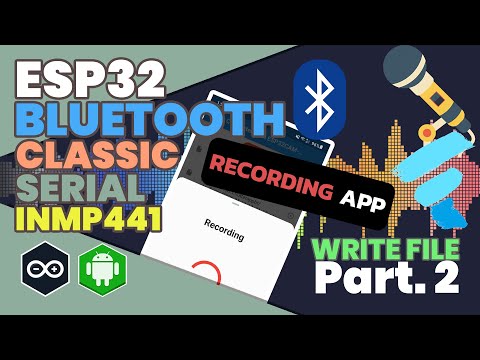 ESP32
BLUETOOTH
CLASSIC
SERIAL
INMP441
RECORDING APP
Recording
WRITE FILE
Part. 2